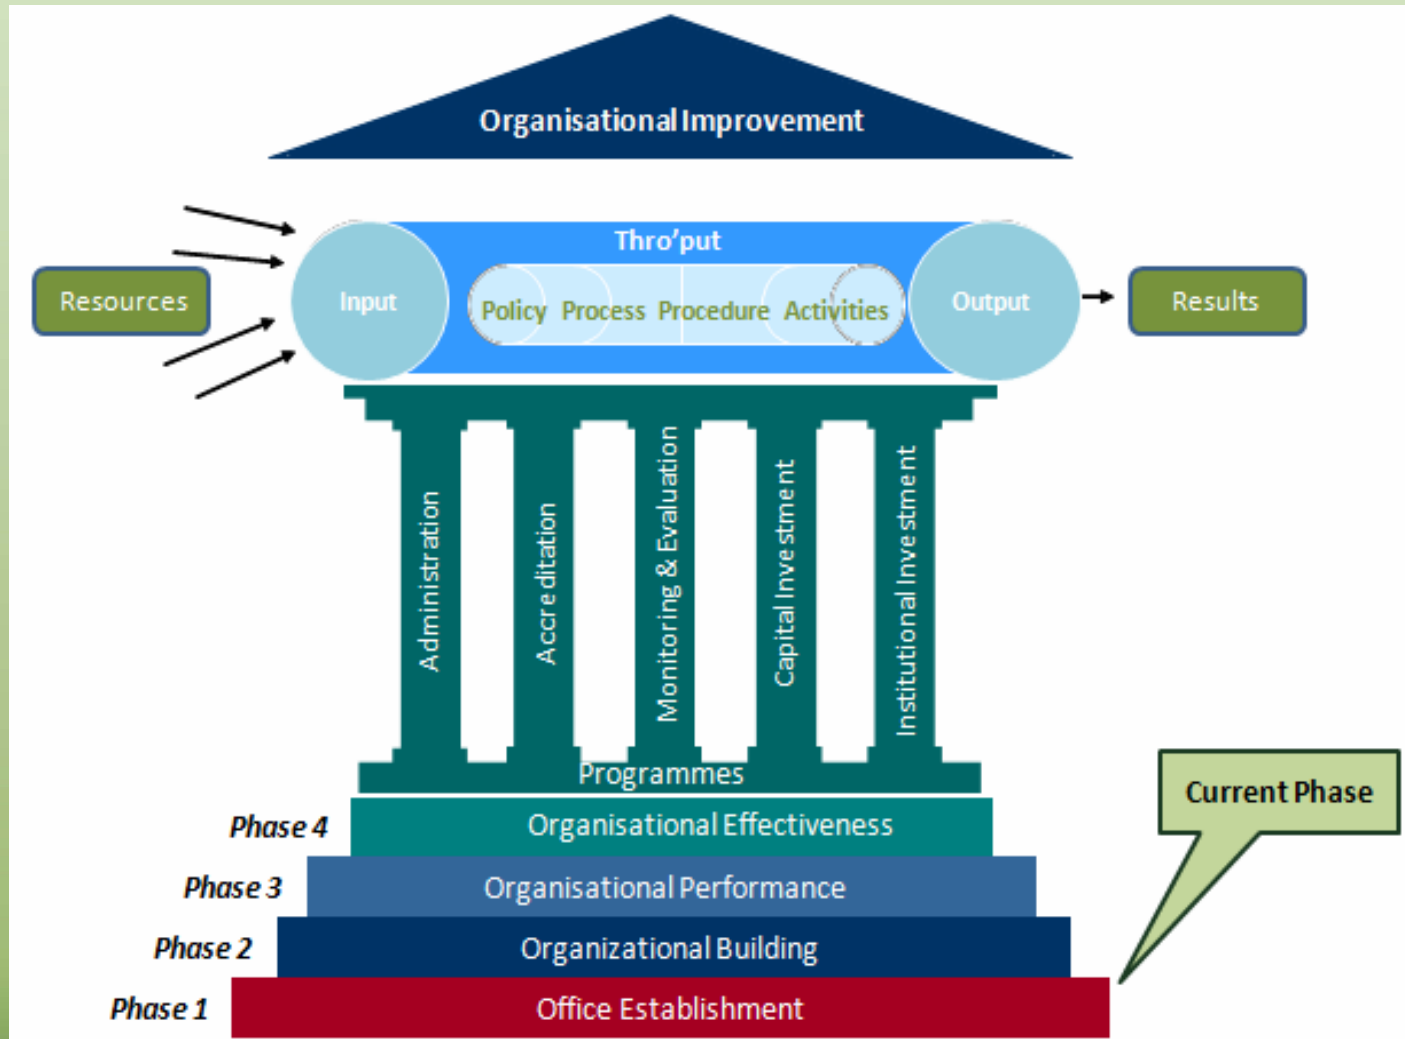 Organisational Improvement
Thro'put
Resources
Input
Policy Process Procedure Activities
Output
Results
Administration
Accreditation
Monitoring & Evaluation
Capital Investment
Institutional Investment
Programmes
Current Phase
Phase 4 Organisational Effectiveness
Phase 3 Organisational Performance
Phase 2 Organizational Building
Phase 1 Office Establishment